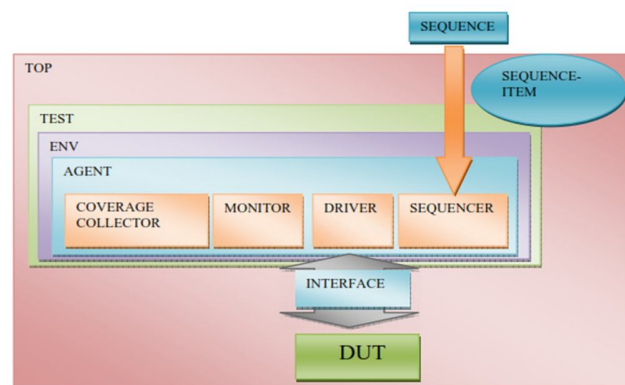 SEQUENCE
TOP
SEQUENCE-
ITEM
TEST
ENV
AGENT
COVERAGE
COLLECTOR
MONITOR
DRIVER
SEQUENCER
INTERFACE
DUT